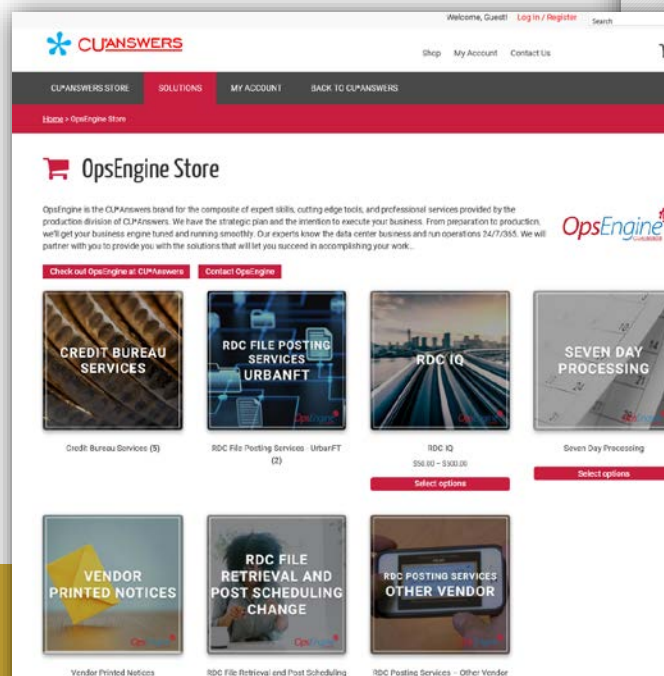 Welcome, Guest! Log In / Register Search
CU*ANSWERS
Shop My Account Contact Us
CU*ANSWERS STORE SOLUTIONS MY ACCOUNT BACK TO CU*ANSWERS
Home > OpsEngine Store
OpsEngine Store
OpsEngine is the CU*Answers brand for the composite of expert skills, cutting edge tools, and professional services provided by the
production division of CU*Answers. We have the strategic plan and the intention to execute your business. From preparation to production,
we'll get your business engine tuned and running smoothly. Our experts know the data center business and run operations 24/7/365. We will
partner with you to provide you with the solutions that will let you succeed in accomplishing your work..
OpsEngine
Check out OpsEngine at CU*Answers Contact OpsEngine
CREDIT BUREAU
SERVICES
RDC FILE POSTING
SERVICES
URBANFT
OpsEngine
RDC IQ
OpsEngine
SEVEN DAY
PROCESSING
OpsEngine
Credit Bureau Services (5)
RDC File Posting Services - UrbanFT
(2)
RDC IQ
$50.00 – $500.00
Select options
Seven Day Processing
Select options
VENDOR
PRINTED NOTICES
OpsEngine
RDC FILE
RETRIEVAL AND
POST SCHEDULING
CHANGE
OpsEngine
RDC POSTING SERVICES
OTHER VENDOR
OpsEngine
Vendor Printed Notices
RDC File Retrieval and Post Scheduling
RDC Posting Services – Other Vendor